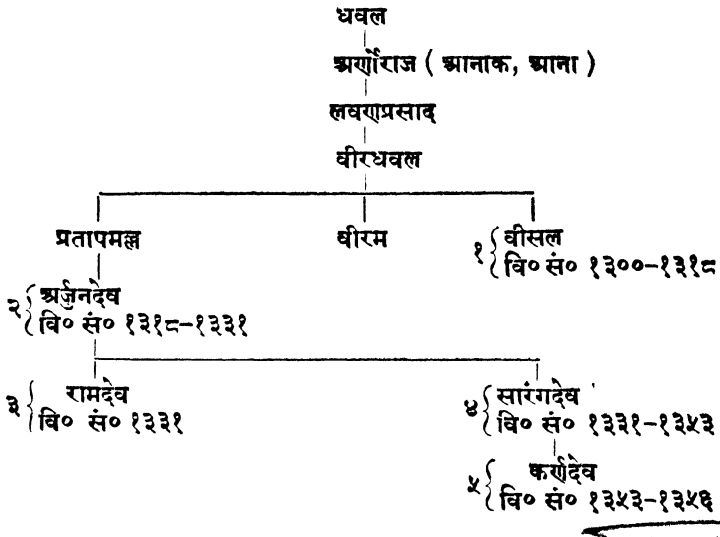 धवल
अर्णोराज ( आनाक, आना )
लवणप्रसाद
वीरधवल
प्रतापमल्ल वीरम १ { वीसल
वि० सं० १३००-१३१८
२ { अर्जुनदेव
वि० सं० १३१८-१३३१
३ { रामदेव ४ { सारंगदेव
वि० सं० १३३१ वि० सं० १३३१-१३५३
५ { कर्णदेव
वि० सं० १३५३-१३५६